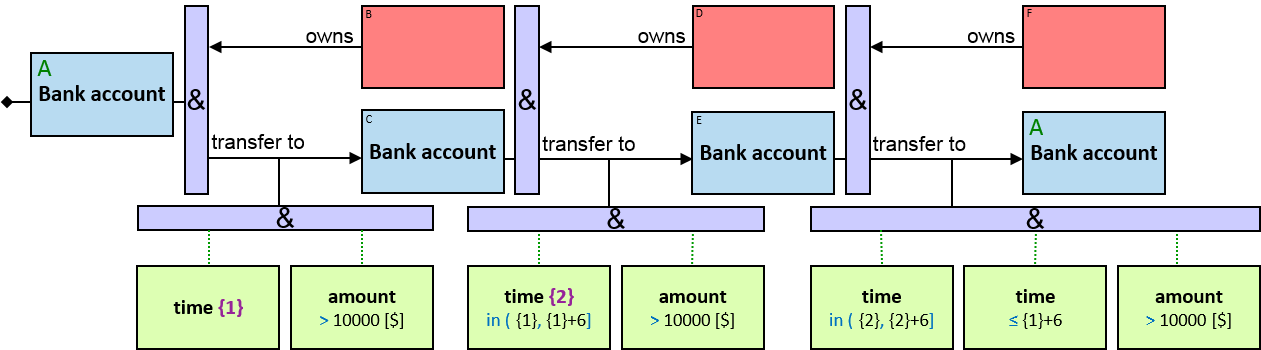 A
Bank account
&
owns
B
transfer to
C
Bank account
&
time {1}
amount
> 10000 [$]
&
owns
D
transfer to
E
Bank account
&
time {2}
in ( {1}, {1}+6]
amount
> 10000 [$]
&
owns
F
transfer to
A
Bank account
&
time
in ( {2}, {2}+6]
time
≤ {1}+6
amount
> 10000 [$]